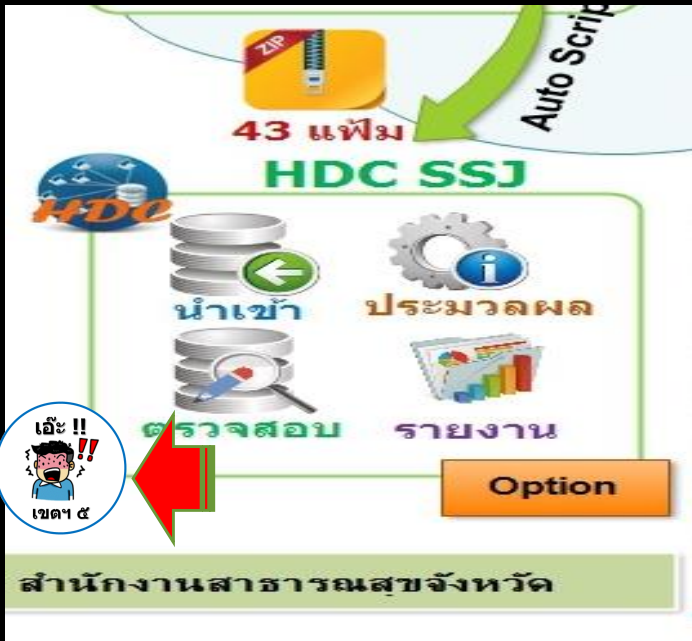 Auto Scrip
ZIP
43 แฟ้ม
HDC SSJ
HDC
นำเข้า
ประมวลผล
ตรวจสอบ
รายงาน
เอ๊ะ !!
!!
เขตฯ ๕
Option
สำนักงานสาธารณสุขจังหวัด